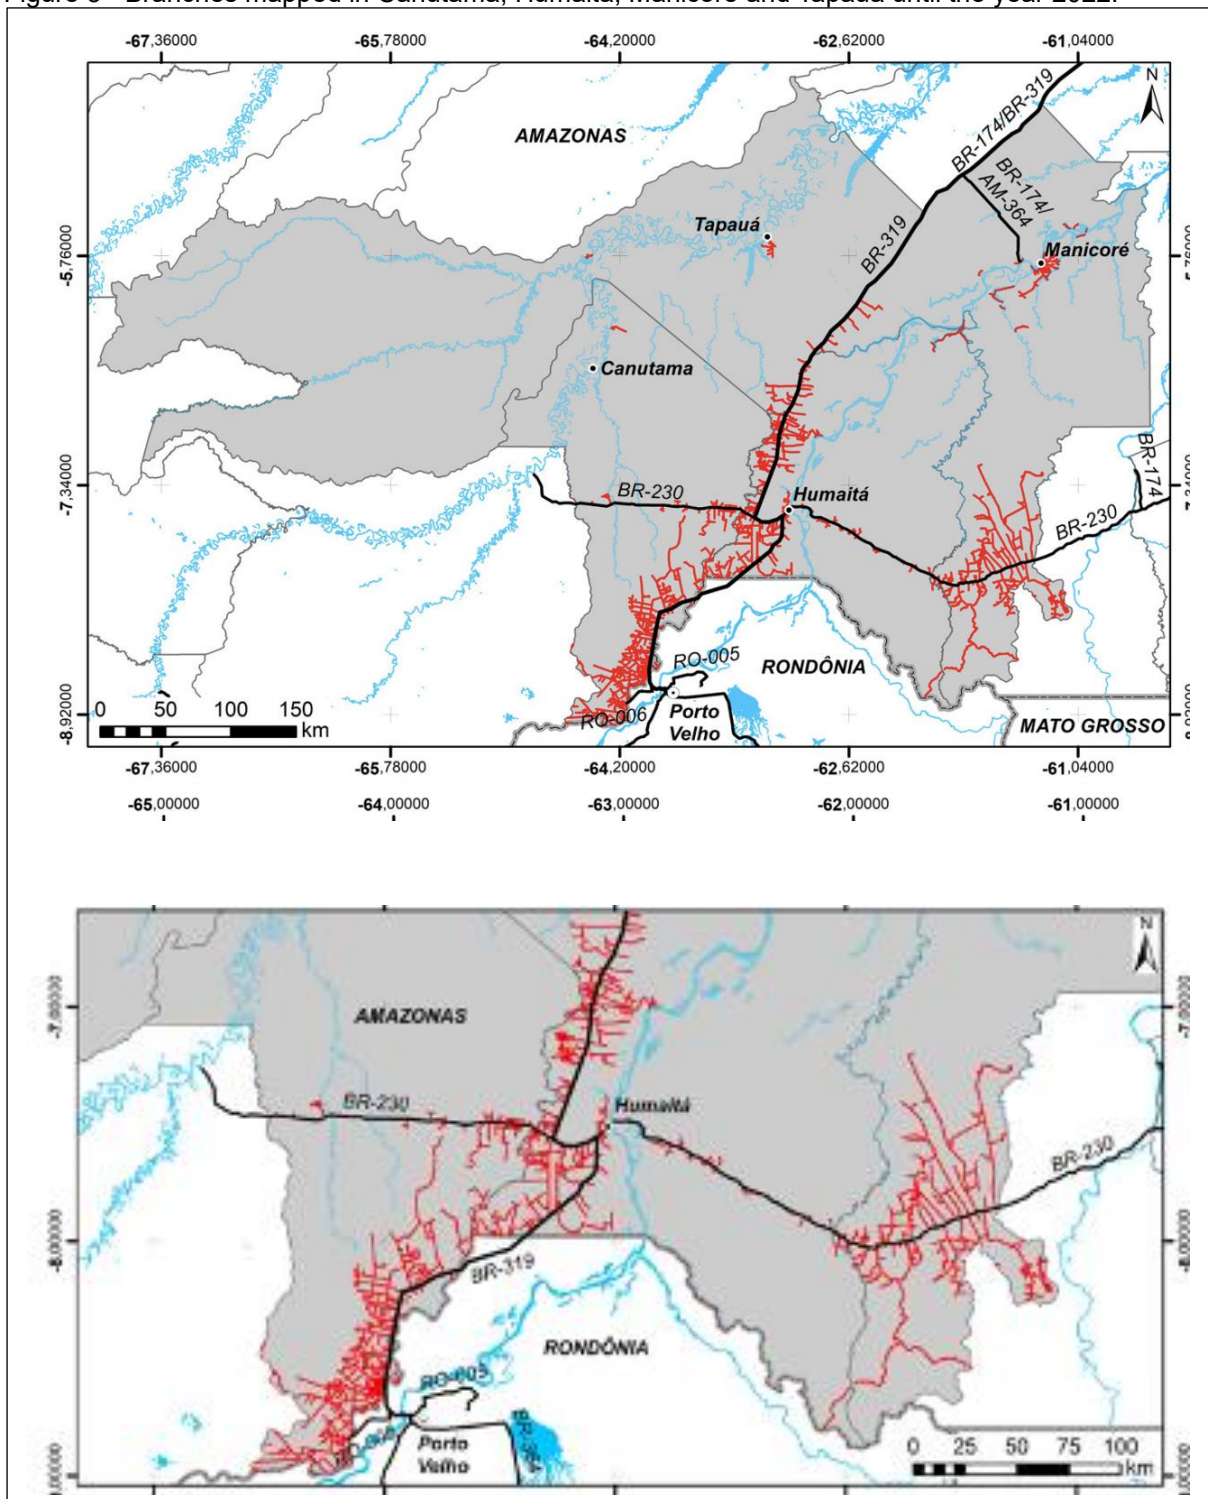 Figure 3 - Branches mapped in Canutama, Humaitá, Manicoré and Tapauá until the year 2022.
-67,36000 -65,78000 -64,20000 -62,62000 -61,04000
N
BR-174/BR-319
AMAZONAS
BR-174/
AM-364
Tapauá
BR-319
Manicoré
-5,76000
Canutama
BR-174
-7,34000
BR-230
Humaitá
BR-230
RO-005
RONDÔNIA
-8,92000
0 50 100 150
km
RO-006
Porto
Velho
MATO GROSSO
-67,36000 -65,78000 -64,20000 -62,62000 -61,04000
-65,00000 -64,00000 -63,00000 -62,00000 -61,00000
N
-7,00000 -7,00000
AMAZONAS
BR-230
Humaitá
BR-230
-8,00000 -8,00000
BR-319
RONDÔNIA
RO-005
RO-006
Porto
Velho
BR-364
0 25 50 75 100
km